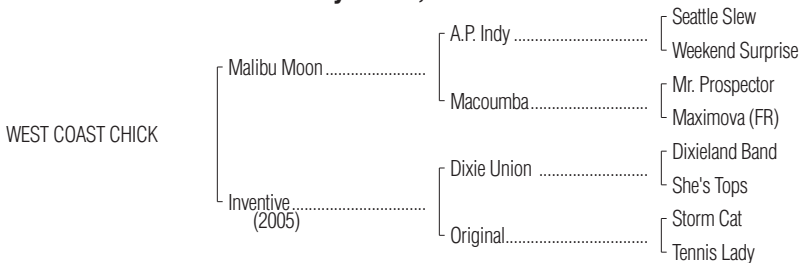 Seattle Slew
A.P. Indy
Weekend Surprise
Malibu Moon
Mr. Prospector
Macoumba
Maximova (FR)
WEST COAST CHICK
Dixieland Band
Dixie Union
She's Tops
Inventive
(2005)
Storm Cat
Original
Tennis Lady